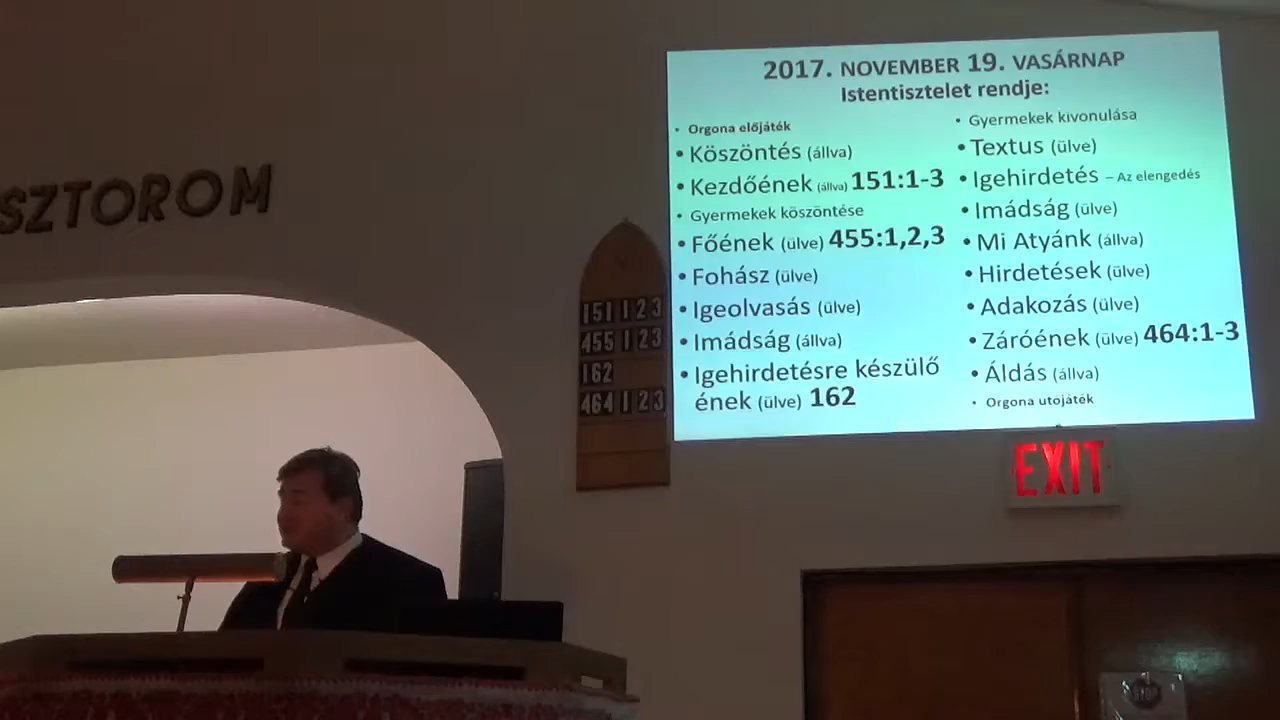 SZTOROM
2017. NOVEMBER 19. VASÁRNAP
Istentisztelet rendje:
• Orgona előjáték
• Köszöntés (állva)
• Kezdőének (állva) 151:1-3
• Gyermekek köszöntése
• Főének (ülve) 455:1,2,3
• Fohász (ülve)
• Igeolvasás (ülve)
• Imádság (állva)
• Igehirdetésre készülő
ének (ülve) 162
• Gyermekek kivonulása
• Textus (ülve)
• Igehirdetés – Az elengedés
• Imádság (ülve)
• Mi Atyánk (állva)
• Hirdetések (ülve)
• Adakozás (ülve)
• Záróének (ülve) 464:1-3
• Áldás (állva)
• Orgona utojáték
151 1 2 3
455 1 2 3
162
464 1 2 3
EXIT
STOP